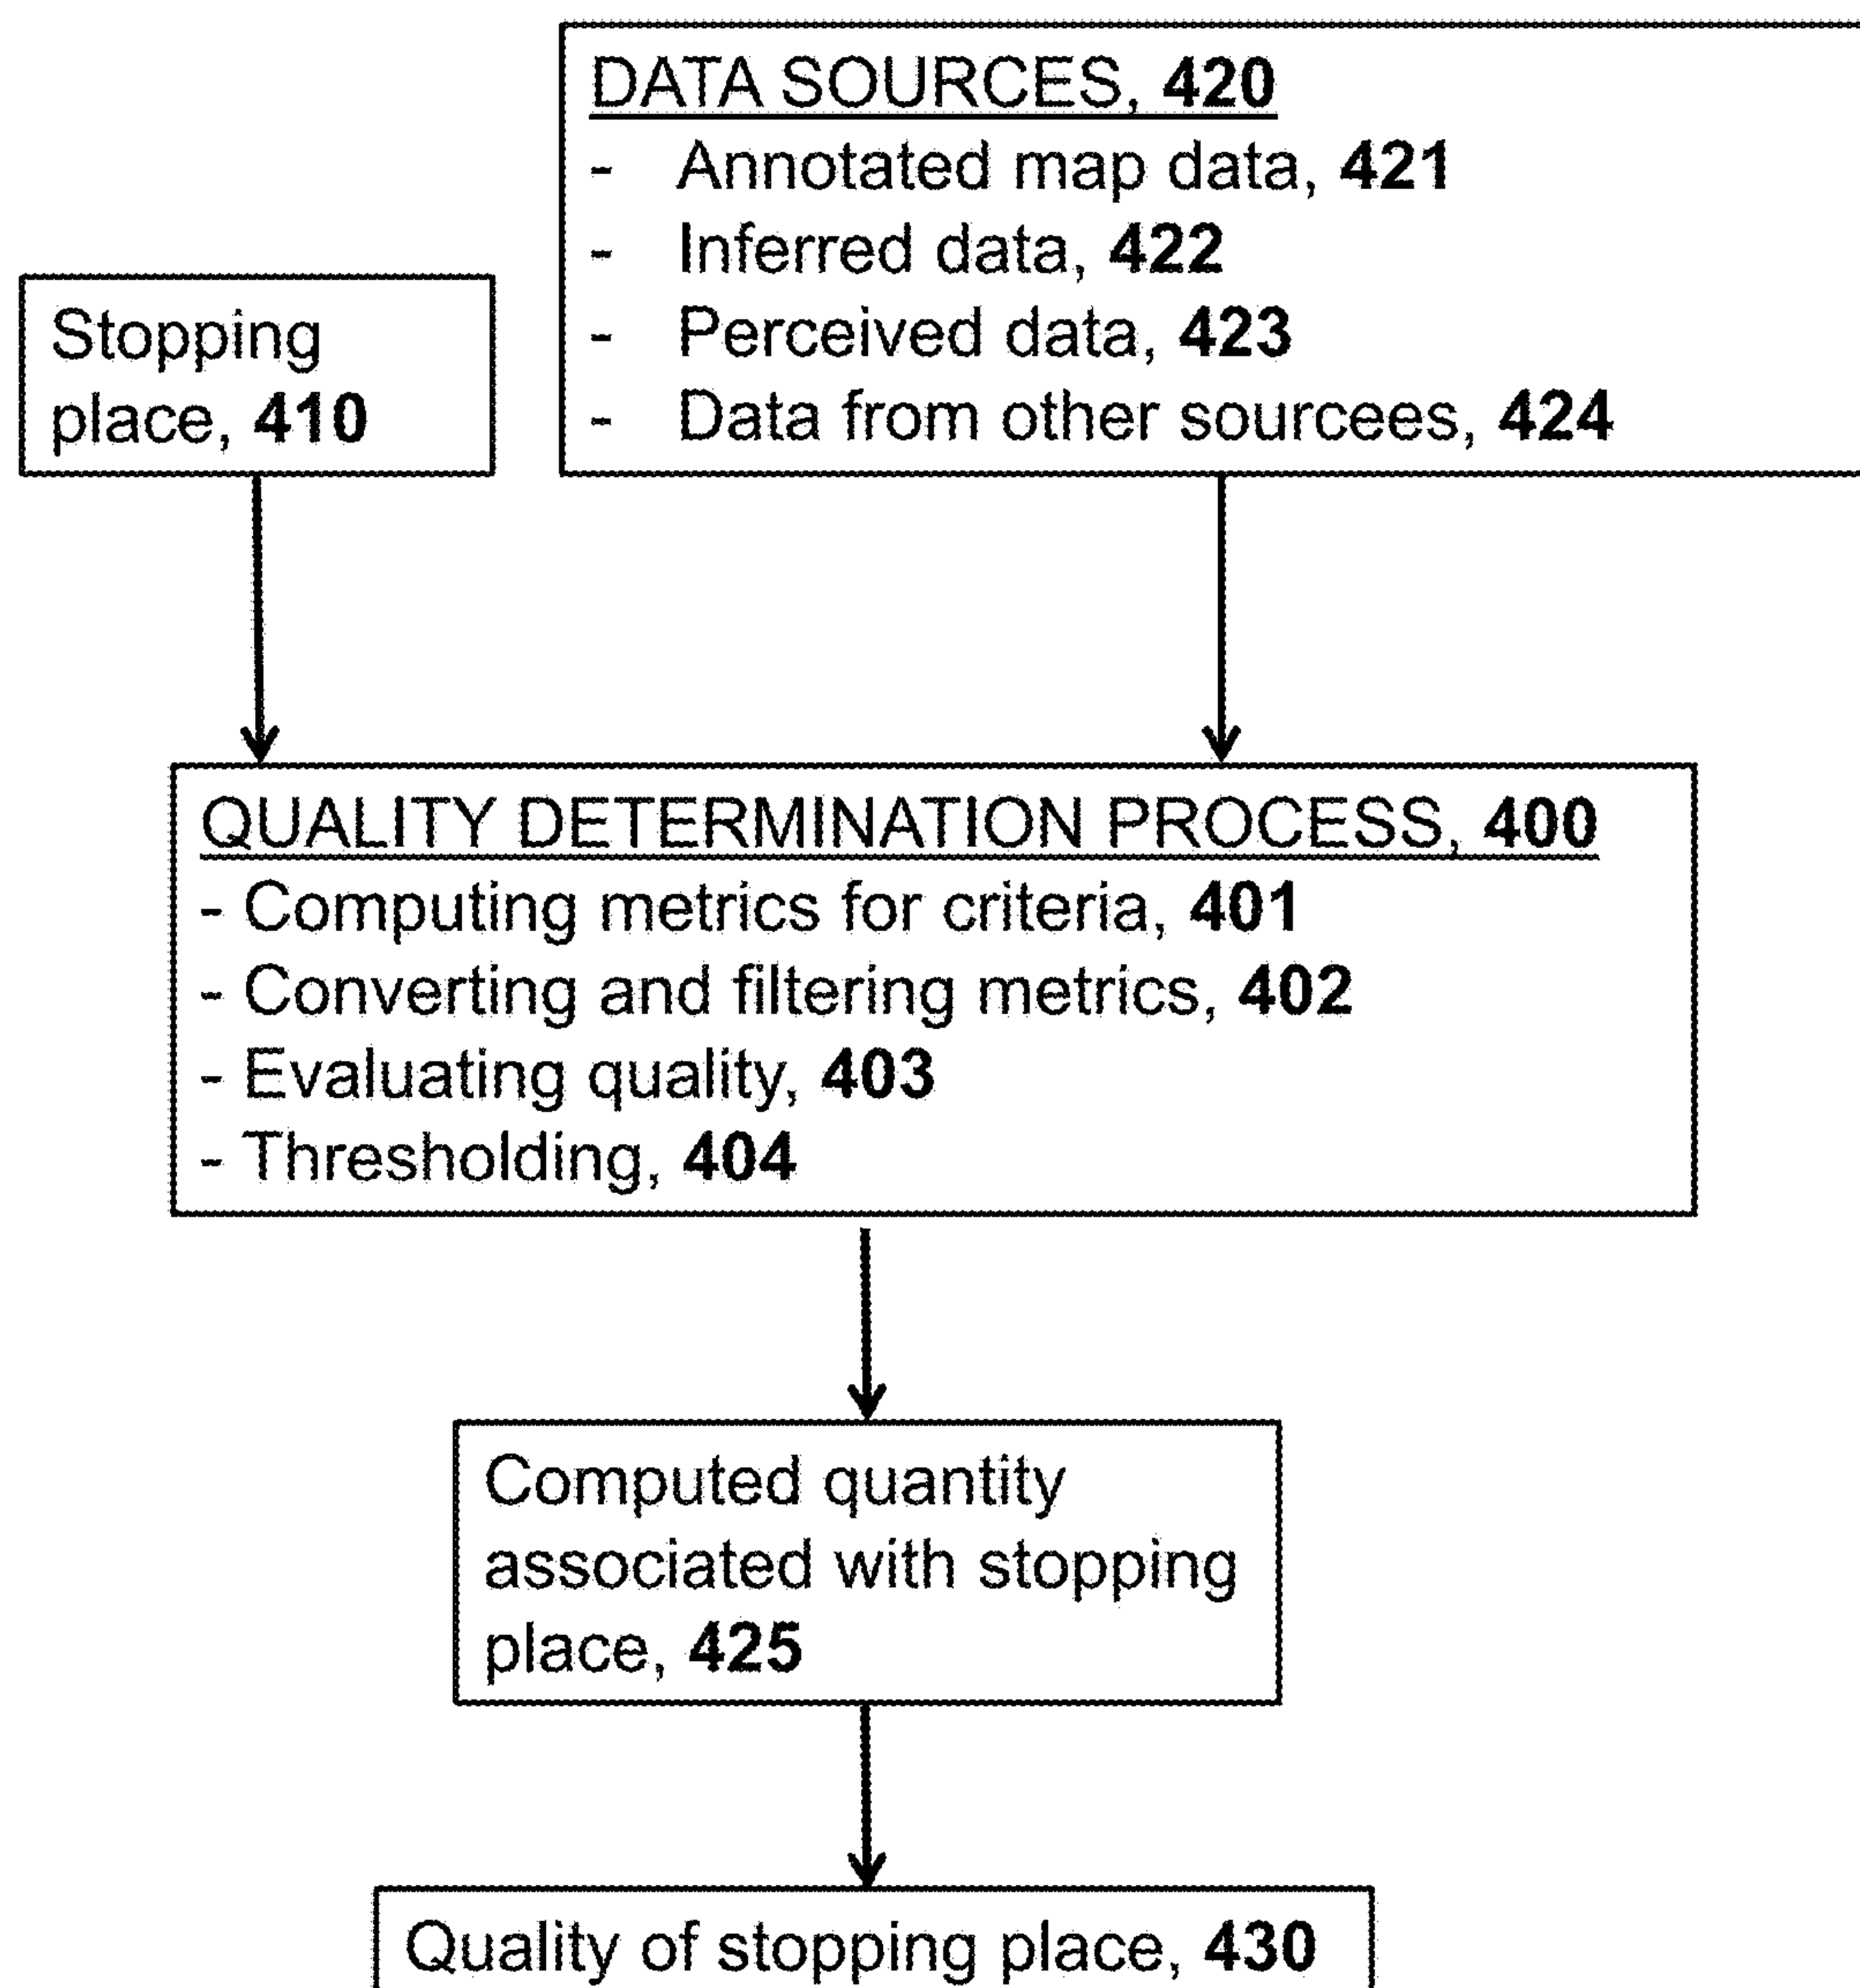 DATA SOURCES, 420
- Annotated map data, 421
- Inferred data, 422
- Perceived data, 423
- Data from other sourcees, 424
Stopping
place, 410
QUALITY DETERMINATION PROCESS, 400
- Computing metrics for criteria, 401
- Converting and filtering metrics, 402
- Evaluating quality, 403
- Thresholding, 404
Computed quantity
associated with stopping
place, 425
Quality of stopping place, 430